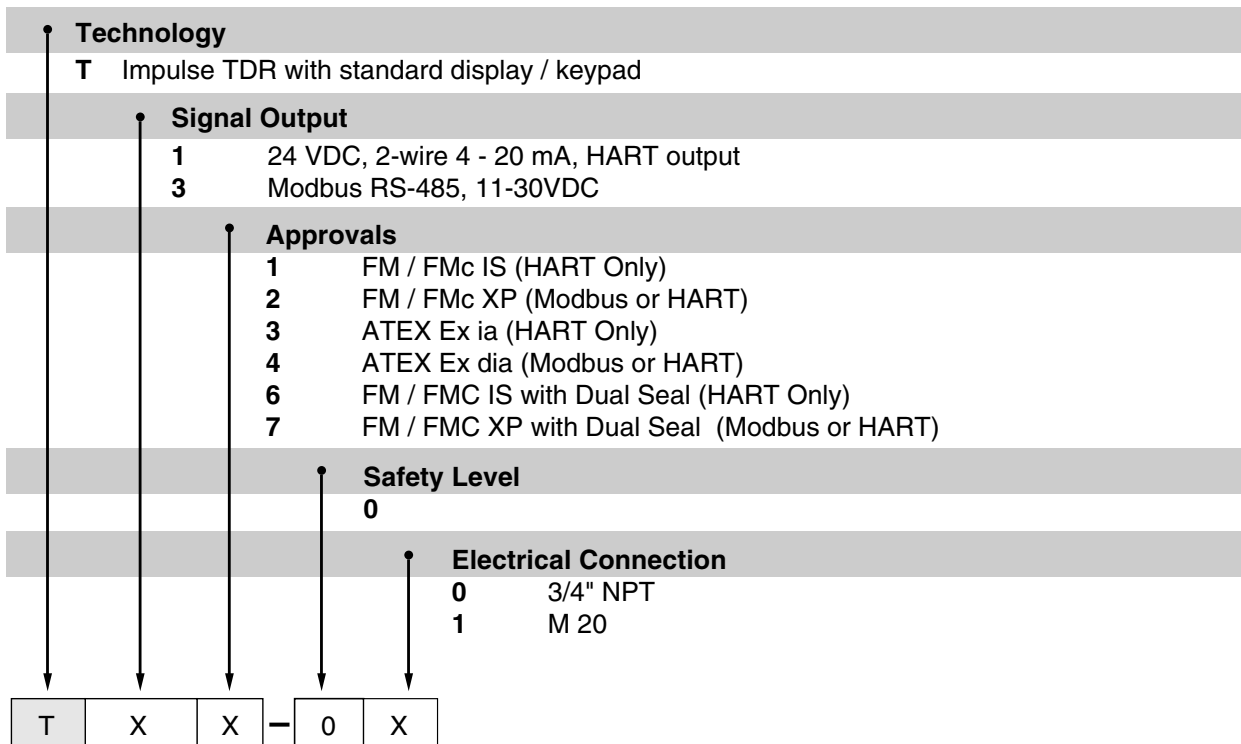 Technology
T Impulse TDR with standard display / keypad
Signal Output
1 24 VDC, 2-wire 4 - 20 mA, HART output
3 Modbus RS-485, 11-30VDC
Approvals
1 FM / FMc IS (HART Only)
2 FM / FMc XP (Modbus or HART)
3 ATEX Ex ia (HART Only)
4 ATEX Ex dia (Modbus or HART)
6 FM / FMC IS with Dual Seal (HART Only)
7 FM / FMC XP with Dual Seal (Modbus or HART)
Safety Level
0
Electrical Connection
0 3/4" NPT
1 M 20
T X X – 0 X